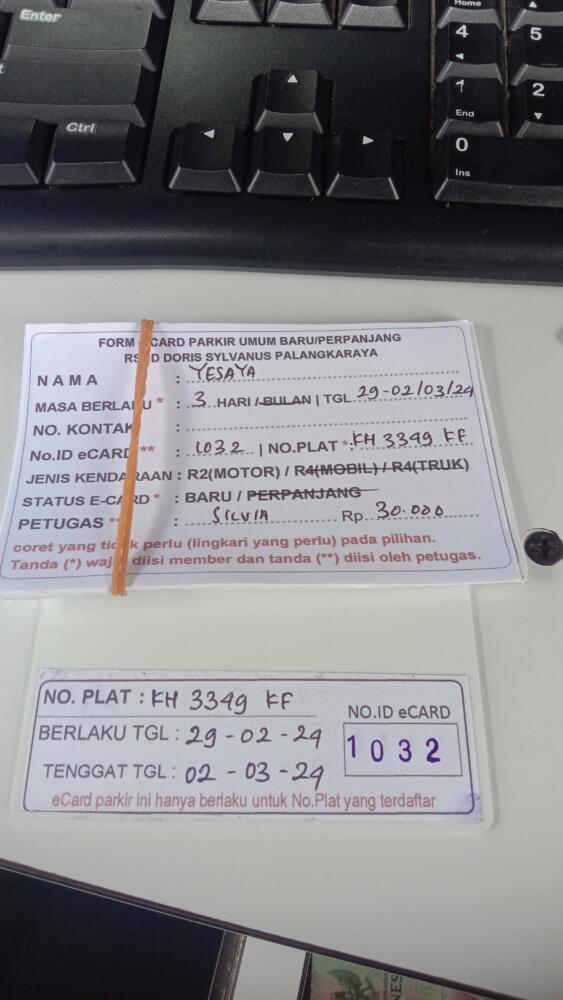 Enter
Ctrl
Home
4
5
1
End
2
0
Ins
FORM CARD PARKIR UMUM BARU/PERPANJANG
RS D DORIS SYLVANUS PALANGKARAYA
NAMA : YESAYA
MASA BERLAKU * : 3 HARI / BULAN | TGL 29-02/03/24
NO. KONTAK :
No.ID eCARD ** : 1032 | NO.PLAT * : KH 3349 KF
JENIS KENDARAAN : R2(MOTOR) / R4(MOBIL) / R4(TRUK)
STATUS E-CARD * : BARU / PERPANJANG
PETUGAS ** : SILVIA Rp. 30.000
coret yang tidak perlu (lingkari yang perlu) pada pilihan.
Tanda (*) waj diisi member dan tanda (**) diisi oleh petugas.
NO. PLAT : KH 3349 KF
BERLAKU TGL : 29-02-24
TENGGAT TGL : 02-03-24
NO.ID eCARD
1032
eCard parkir ini hanya berlaku untuk No.Plat yang terdaftar